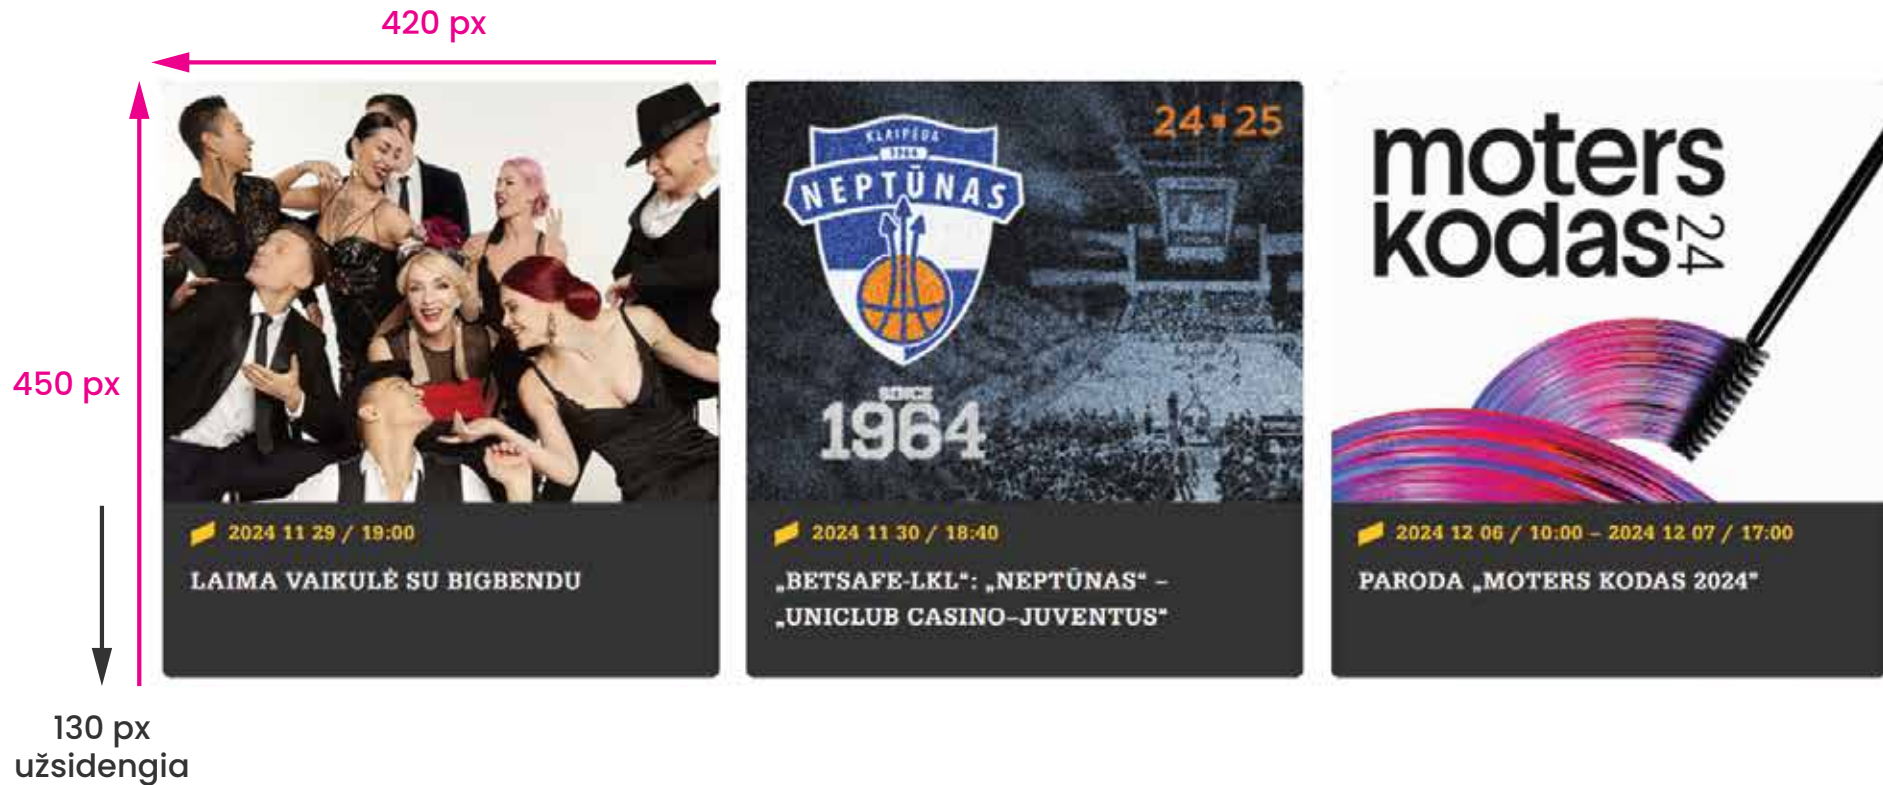 420 px
450 px
130 px
užsidengia
2024 11 29 / 19:00
LAIMA VAIKULĖ SU BIGBENDU
24 25
KLAIPĖDA
1964
NEPTŪNAS
SINCE
1964
2024 11 30 / 18:40
„BETSAFE-LKL“: „NEPTŪNAS“ –
„UNICLUB CASINO–JUVENTUS“
moters
kodas 24
2024 12 06 / 10:00 – 2024 12 07 / 17:00
PARODA „MOTERS KODAS 2024“